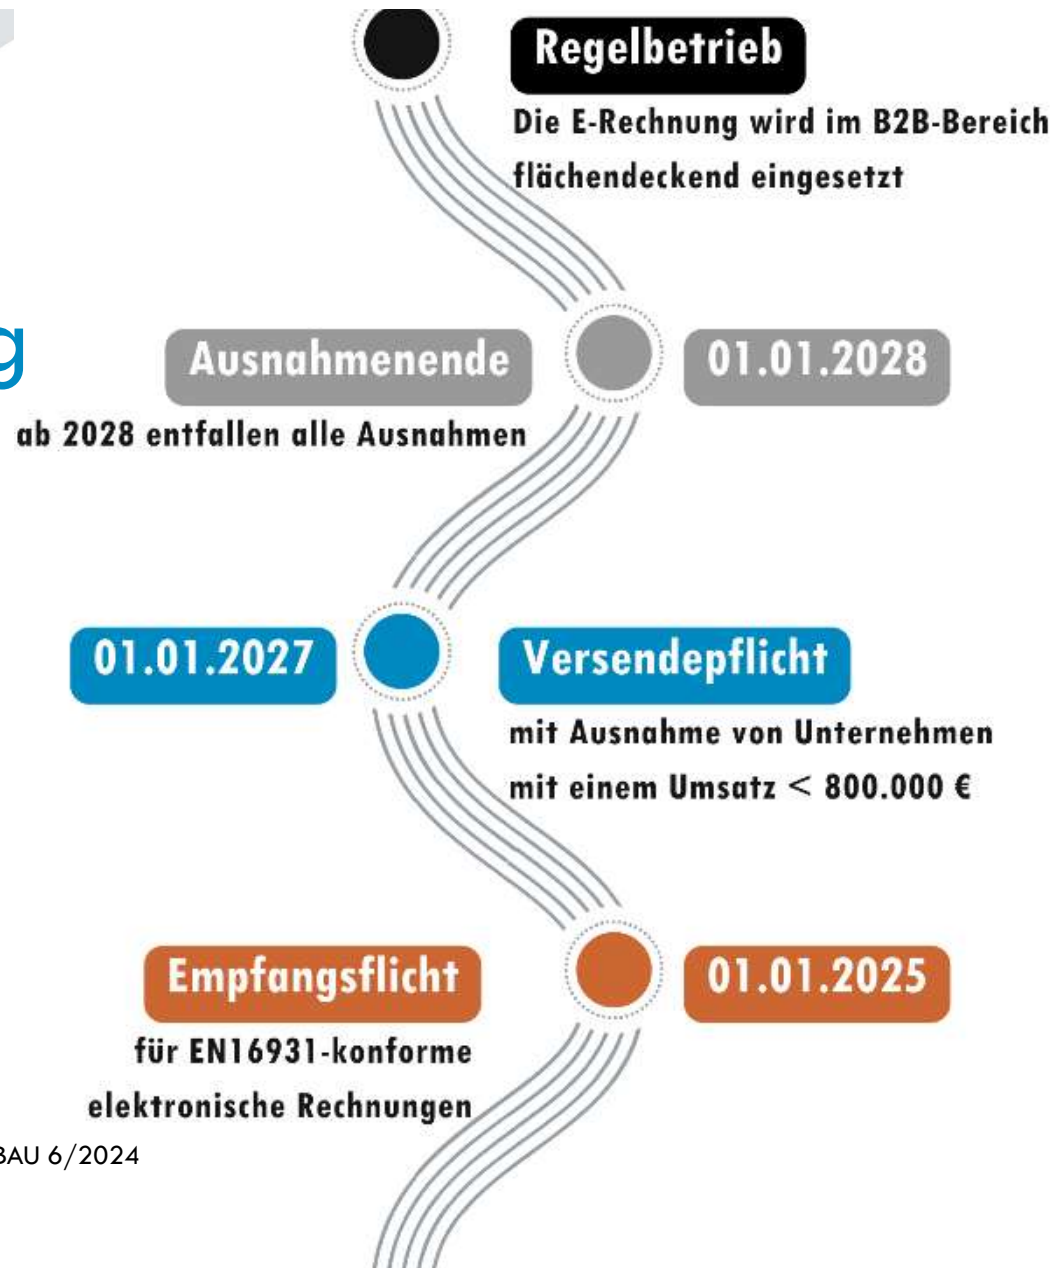 Regelbetrieb
Die E-Rechnung wird im B2B-Bereich
flächendeckend eingesetzt
g
Ausnahmenende
01.01.2028
ab 2028 entfallen alle Ausnahmen
01.01.2027
Versendepflicht
mit Ausnahme von Unternehmen
mit einem Umsatz < 800.000 €
Empfangsflicht
01.01.2025
für EN16931-konforme
elektronische Rechnungen
BAU 6/2024